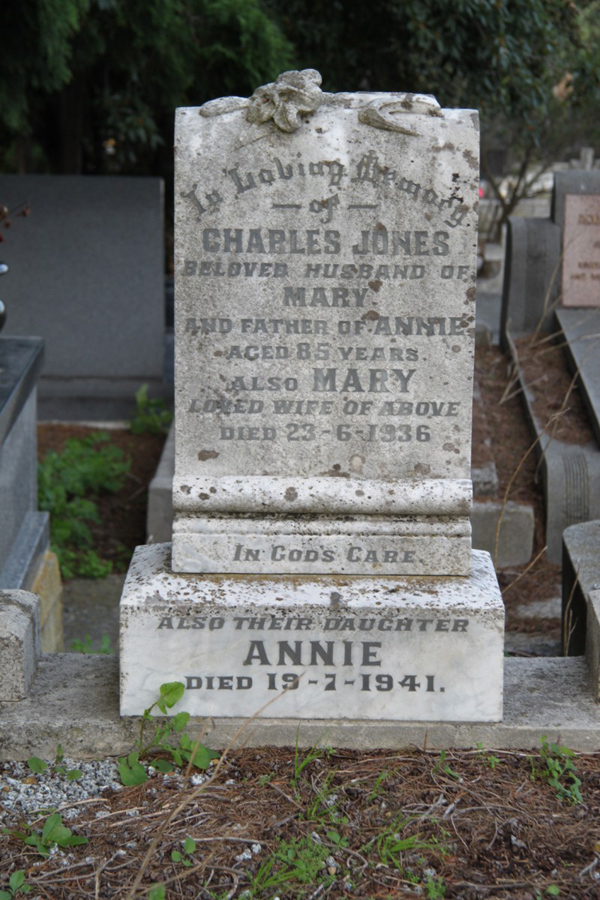 In Loving Memory
of
CHARLES JONES
BELOVED HUSBAND OF
MARY.
AND FATHER OF ANNIE
AGED 85 YEARS.
ALSO MARY
LOVED WIFE OF ABOVE
DIED 23-6-1936
IN GOD'S CARE.
ALSO THEIR DAUGHTER
ANNIE
DIED 19-7-1941.